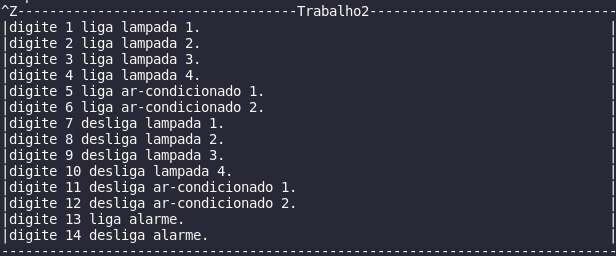 ^Z-----------------------------------Trabalho2-------------------------------
|digite 1 liga lampada 1. |
|digite 2 liga lampada 2. |
|digite 3 liga lampada 3. |
|digite 4 liga lampada 4. |
|digite 5 liga ar-condicionado 1. |
|digite 6 liga ar-condicionado 2. |
|digite 7 desliga lampada 1. |
|digite 8 desliga lampada 2. |
|digite 9 desliga lampada 3. |
|digite 10 desliga lampada 4. |
|digite 11 desliga ar-condicionado 1. |
|digite 12 desliga ar-condicionado 2. |
|digite 13 liga alarme. |
|digite 14 desliga alarme. |
-----------------------------------------------------------------------------